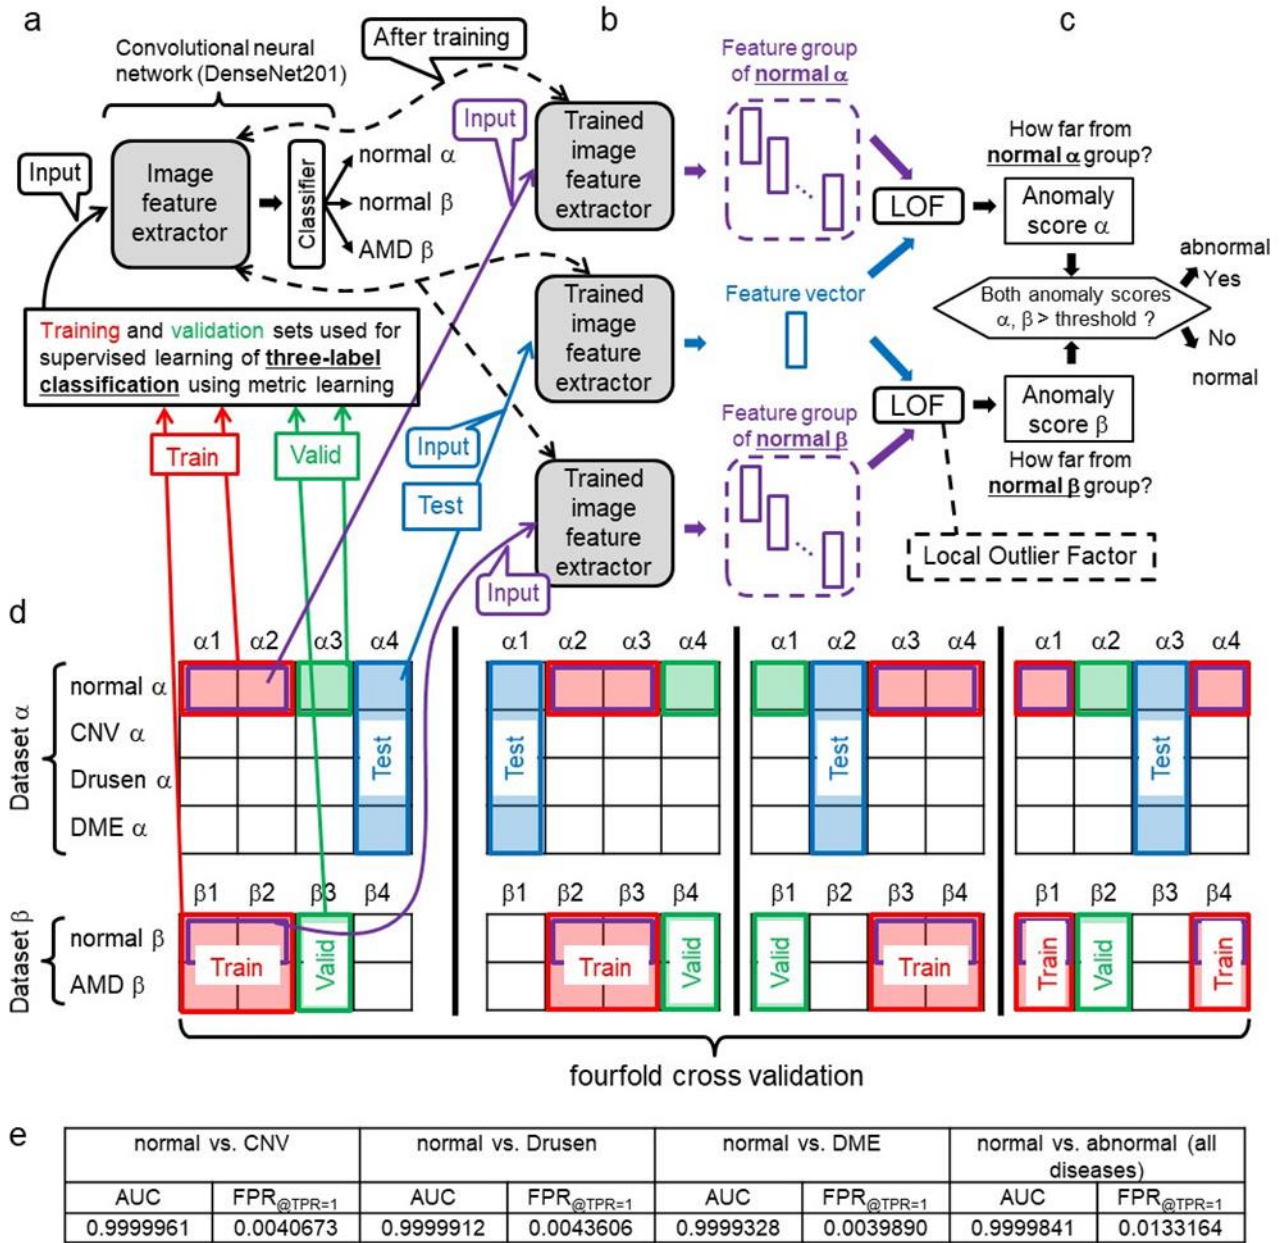 a
b
c
Convolutional neural
network (DenseNet201)
After training
Input
Image
feature
extractor
Classifier
normal α
normal β
AMD β
Input
Trained
image
feature
extractor
Feature group
of normal α
LOF
How far from
normal α group?
Anomaly
score α
abnormal
Yes
Both anomaly scores
α, β > threshold ?
No
normal
Trained
image
feature
extractor
Feature vector
Training and validation sets used for
supervised learning of three-label
classification using metric learning
Train
Valid
Input
Test
Feature group
of normal β
LOF
Anomaly
score β
How far from
normal β group?
Trained
image
feature
extractor
Input
Local Outlier Factor
d
α1 α2 α3 α4
α1 α2 α3 α4
α1 α2 α3 α4
α1 α2 α3 α4
Dataset α
normal α
CNV α
Drusen α
DME α
Test
Test
Test
Test
β1 β2 β3 β4
β1 β2 β3 β4
β1 β2 β3 β4
β1 β2 β3 β4
Dataset β
normal β
AMD β
Train
Valid
Train
Valid
Valid
Train
Train
Valid
Train
fourfold cross validation
e
normal vs. CNV
normal vs. Drusen
normal vs. DME
normal vs. abnormal (all
diseases)
AUC FPR@TPR=1 AUC FPR@TPR=1 AUC FPR@TPR=1 AUC FPR@TPR=1
0.9999961 0.0040673 0.9999912 0.0043606 0.9999328 0.0039890 0.9999841 0.0133164